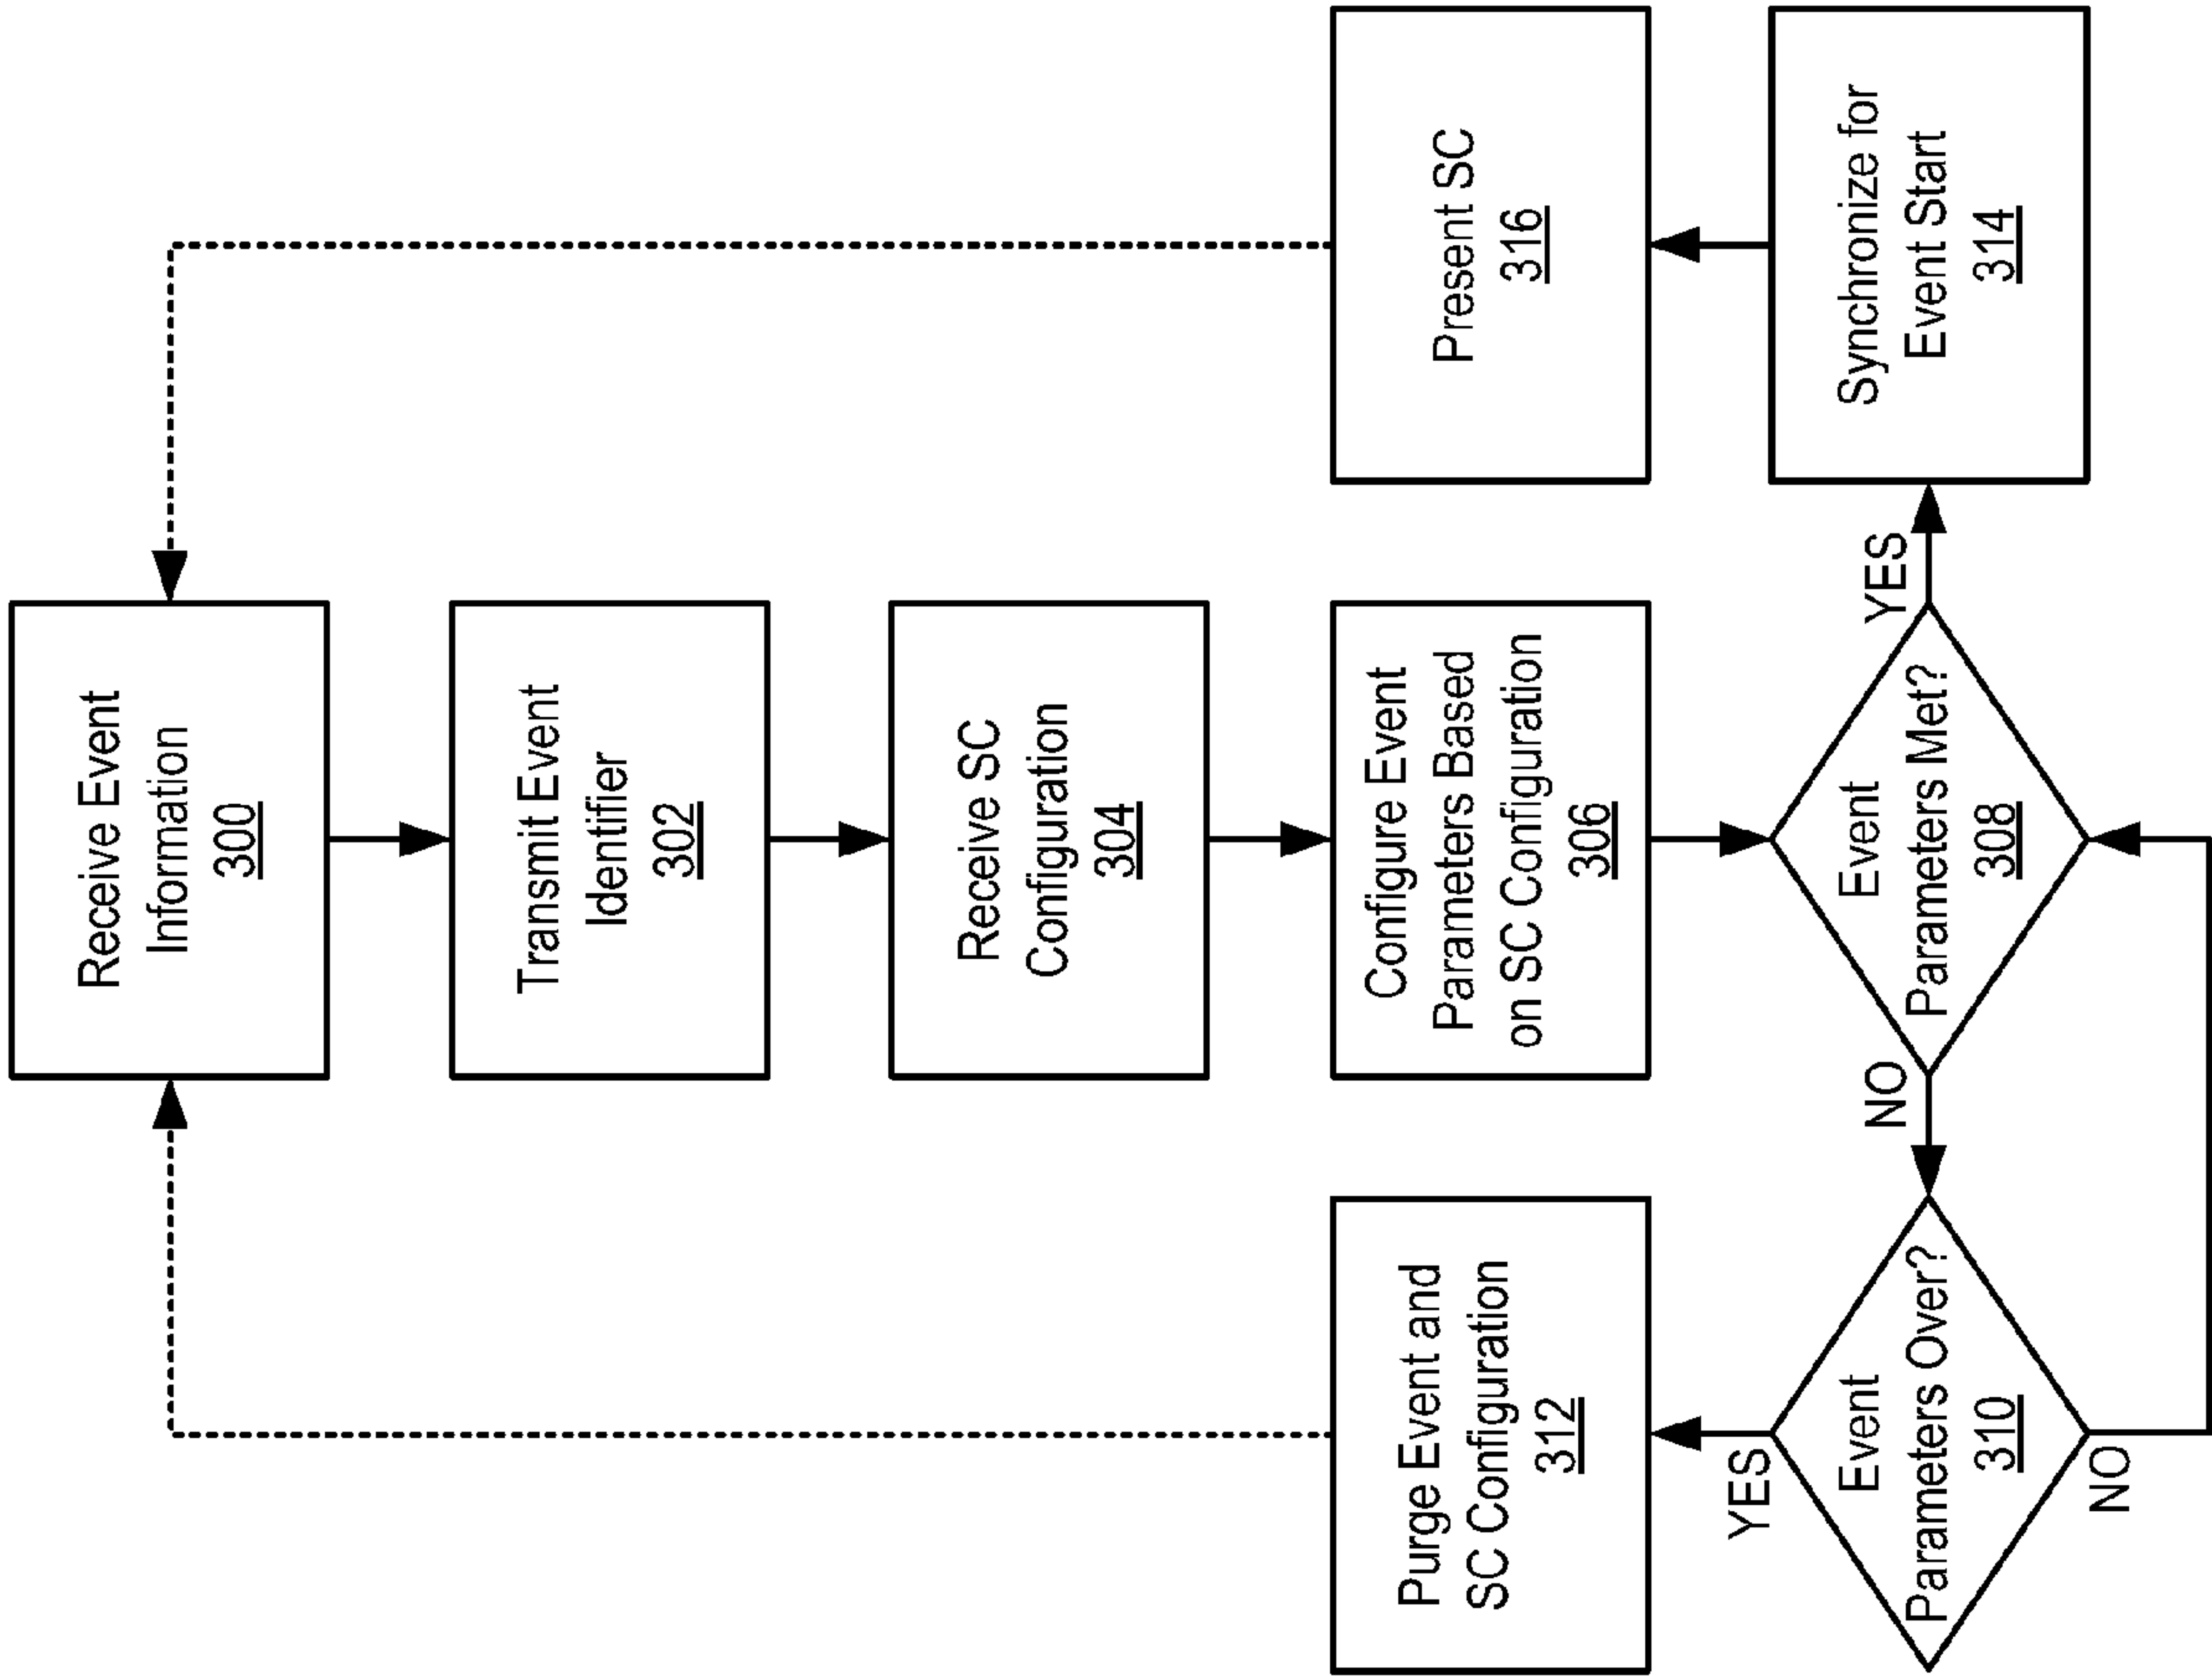 Receive Event
Information
300
Transmit Event
Identifier
302
Receive SC
Configuration
304
Configure Event
Parameters Based
on SC Configuration
306
Event
Parameters Met?
308
YES
NO
Synchronize for
Event Start
314
Present SC
316
Event
Parameters Over?
310
YES
NO
Purge Event and
SC Configuration
312